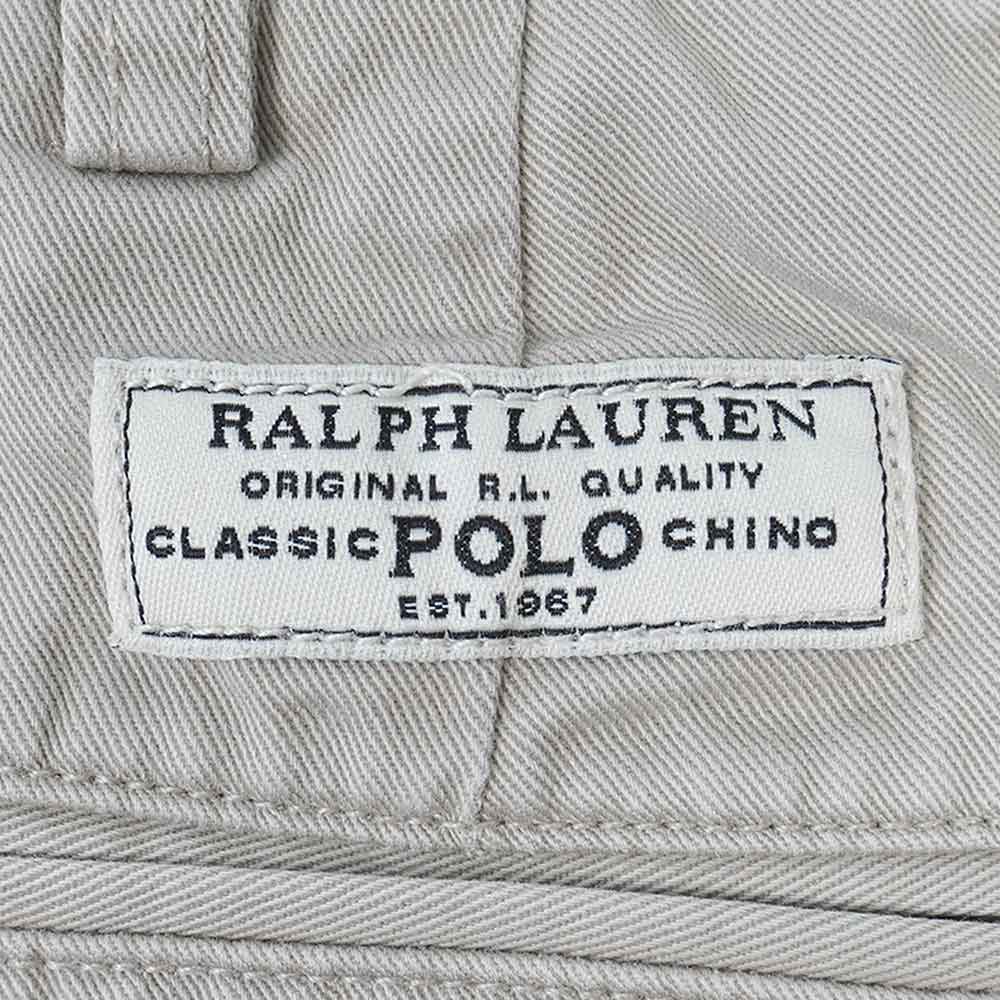 RALPH LAUREN
ORIGINAL R.L. QUALITY
CLASSIC POLO CHINO
EST. 1967